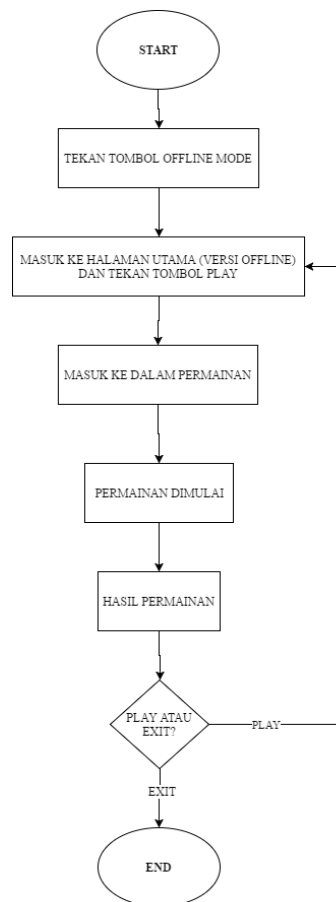 START
TEKAN TOMBOL OFFLINE MODE
MASUK KE HALAMAN UTAMA (VERSI OFFLINE)
DAN TEKAN TOMBOL PLAY
MASUK KE DALAM PERMAINAN
PERMAINAN DIMULAI
HASIL PERMAINAN
PLAY ATAU
EXIT?
PLAY
EXIT
END